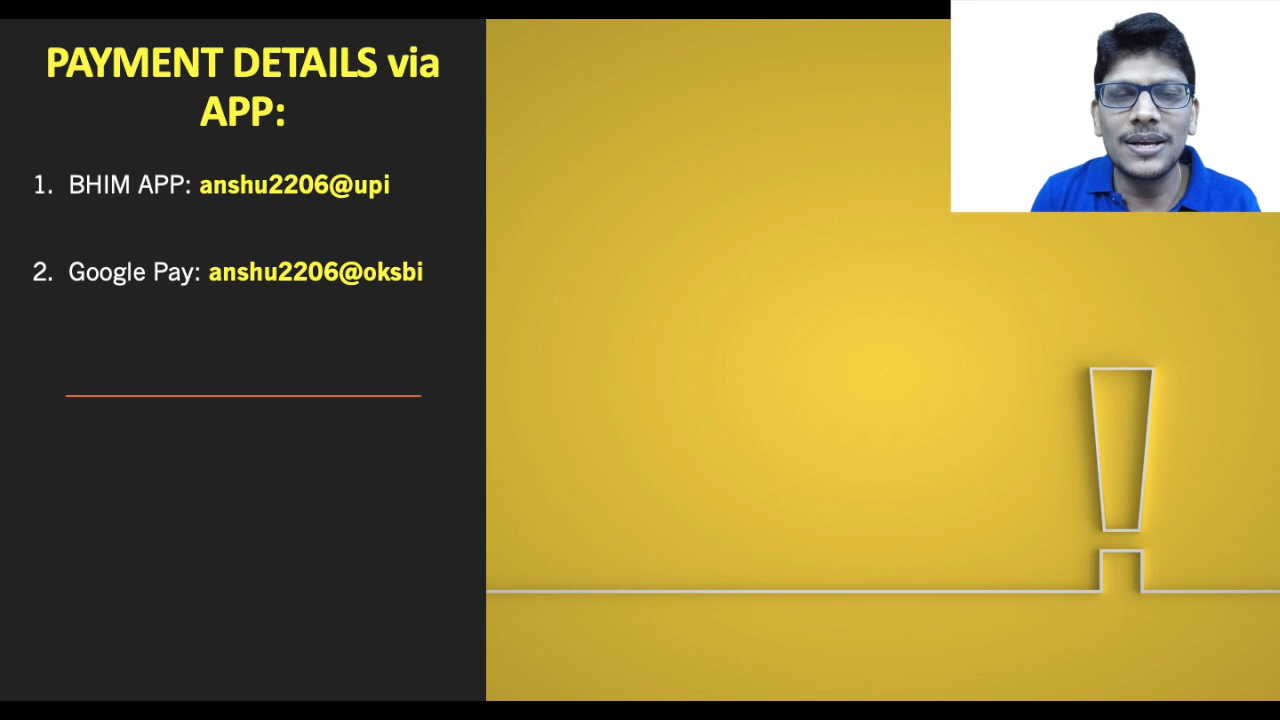 PAYMENT DETAILS via
APP:
1. BHIM APP: anshu2206@upi
2. Google Pay: anshu2206@oksbi
!